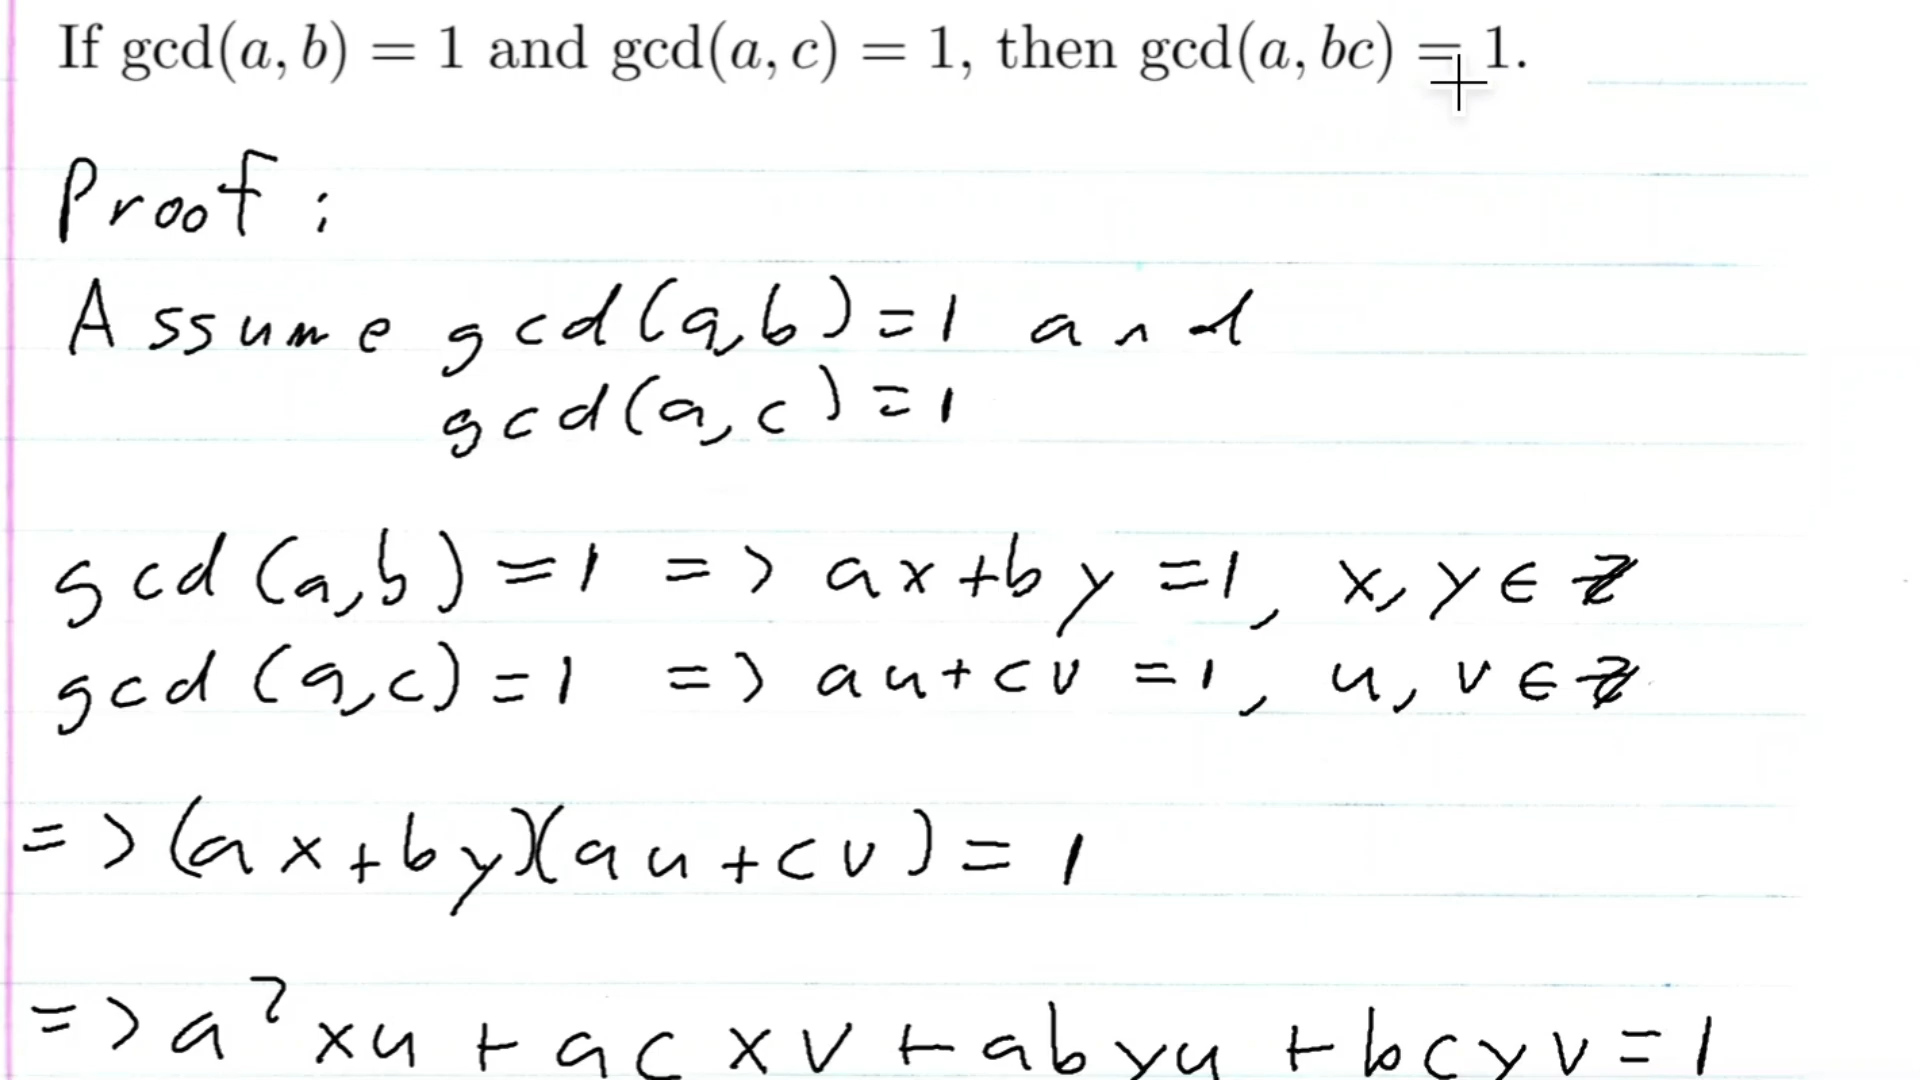 If gcd(a, b) = 1 and gcd(a, c) = 1, then gcd(a, bc) = 1.
Proof:
Assume gcd(a,b)=1 and
gcd(a,c)=1
gcd(a,b)=1 => ax+by=1, x,y∈ℤ
gcd(a,c)=1 => au+cv=1, u,v∈ℤ
=>(ax+by)(au+cv)=1
=>a²xu+acxv+abyu+bcyv=1